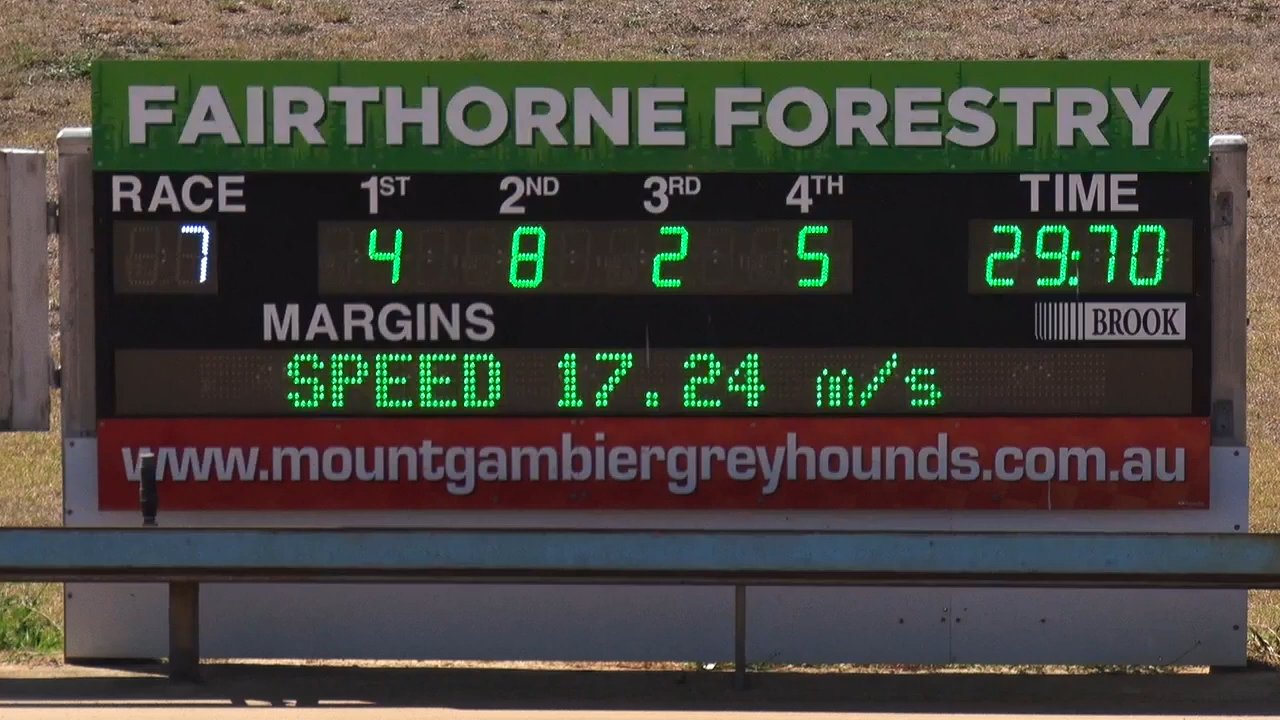 FAIRTHORNE FORESTRY
RACE 1ST 2ND 3RD 4TH TIME
7 4 8 2 5 29:70
MARGINS BROOK
SPEED 17.24 m/s
www.mountgambiergreyhounds.com.au